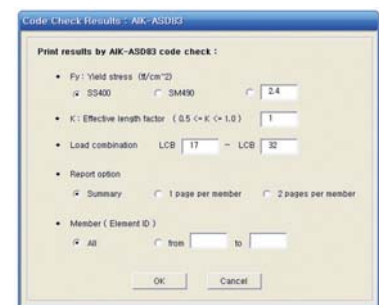 Code Check Results : AIK-ASD83
Print results by AIK-ASD83 code check :
Fy : Yield stress (tf/cm^2)
SS400 SM490 2.4
K : Effective length factor ( 0.5 <= K <= 1.0 ) 1
Load combination LCB 17 ~ LCB 32
Report option
Summary 1 page per member 2 pages per member
Member ( Element ID )
All from to
OK Cancel